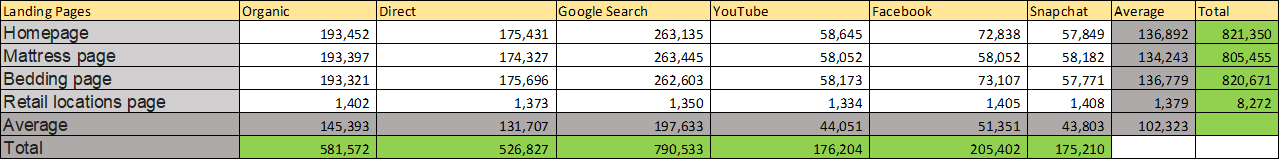 Landing Pages Organic Direct Google Search YouTube Facebook Snapchat Average Total
Homepage 193,452 175,431 263,135 58,645 72,838 57,849 136,892 821,350
Mattress page 193,397 174,327 263,445 58,052 58,052 58,182 134,243 805,455
Bedding page 193,321 175,696 262,603 58,173 73,107 57,771 136,779 820,671
Retail locations page 1,402 1,373 1,350 1,334 1,405 1,408 1,379 8,272
Average 145,393 131,707 197,633 44,051 51,351 43,803 102,323
Total 581,572 526,827 790,533 176,204 205,402 175,210